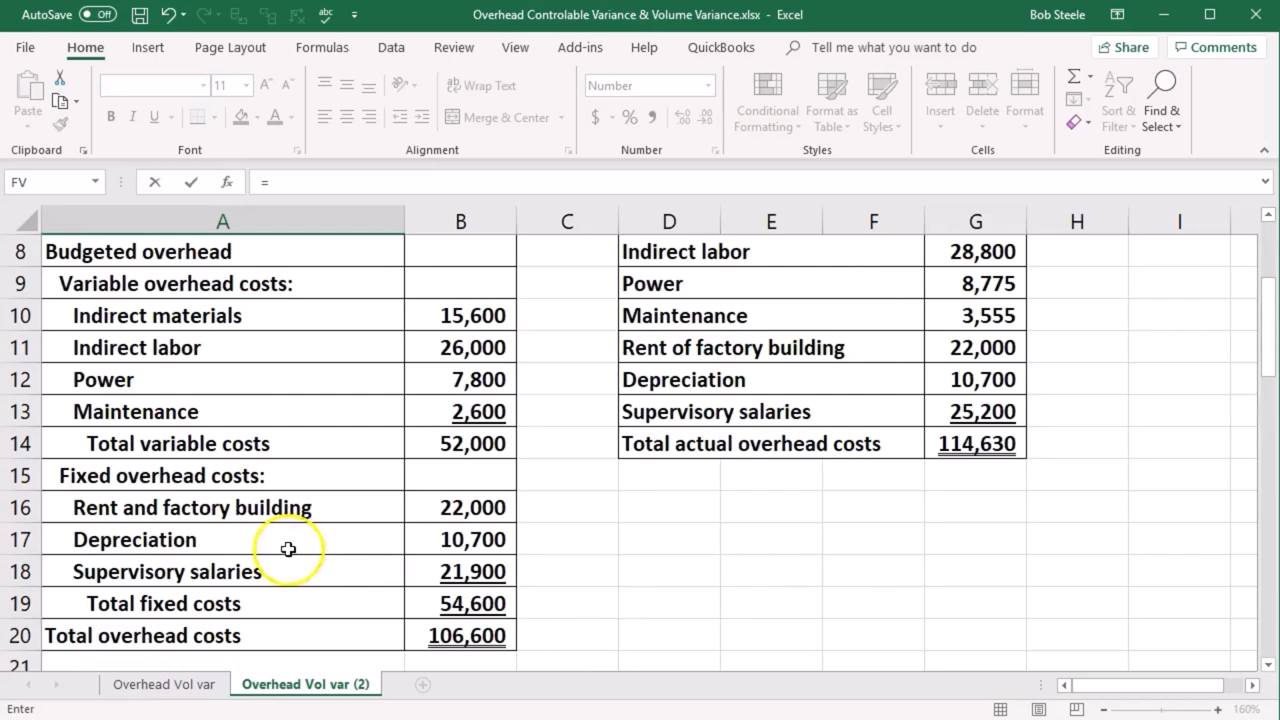 AutoSave Off abc Overhead Controlable Variance & Volume Variance.xlsx - Excel Bob Steele
File Home Insert Page Layout Formulas Data Review View Add-ins Help QuickBooks Tell me what you want to do Share Comments
11 A A Wrap Text Number
Paste B I U A Merge & Center $ % Conditional Formatting Format as Table Cell Styles Insert Delete Format Sort & Filter Find & Select
Clipboard Font Alignment Number Styles Cells Editing
FV fx =
A B C D E F G H I
8 Budgeted overhead Indirect labor 28,800
9 Variable overhead costs: Power 8,775
10 Indirect materials 15,600 Maintenance 3,555
11 Indirect labor 26,000 Rent of factory building 22,000
12 Power 7,800 Depreciation 10,700
13 Maintenance 2,600 Supervisory salaries 25,200
14 Total variable costs 52,000 Total actual overhead costs 114,630
15 Fixed overhead costs:
16 Rent and factory building 22,000
17 Depreciation 10,700
18 Supervisory salaries 21,900
19 Total fixed costs 54,600
20 Total overhead costs 106,600
21
Overhead Vol var Overhead Vol var (2)
Enter 160%